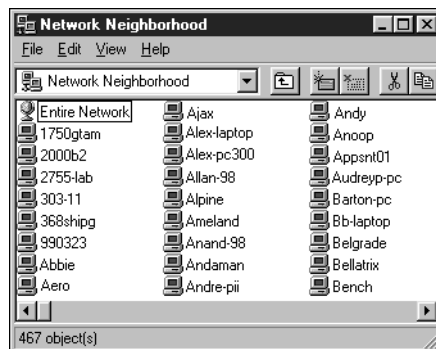 Network Neighborhood
File Edit View Help
Network Neighborhood
Entire Network
1750gtam
2000b2
2755-lab
303-11
368shipg
990323
Abbie
Aero
Ajax
Alex-laptop
Alex-pc300
Allan-98
Alpine
Ameland
Anand-98
Andaman
Andre-pii
Andy
Anoop
Appsnt01
Audreyp-pc
Barton-pc
Bb-laptop
Belgrade
Bellatrix
Bench
467 object(s)